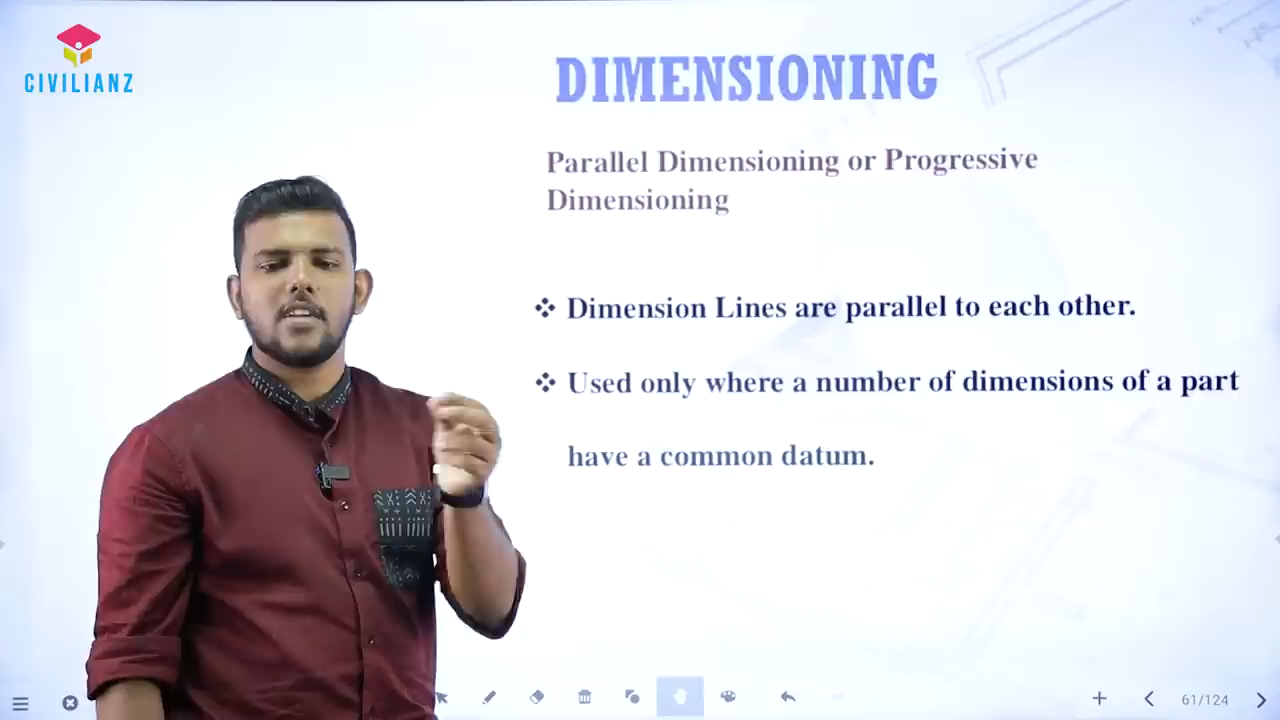 CIVILIANZ
DIMENSIONING
Parallel Dimensioning or Progressive
Dimensioning
❖ Dimension Lines are parallel to each other.
❖ Used only where a number of dimensions of a part
have a common datum.
61/124